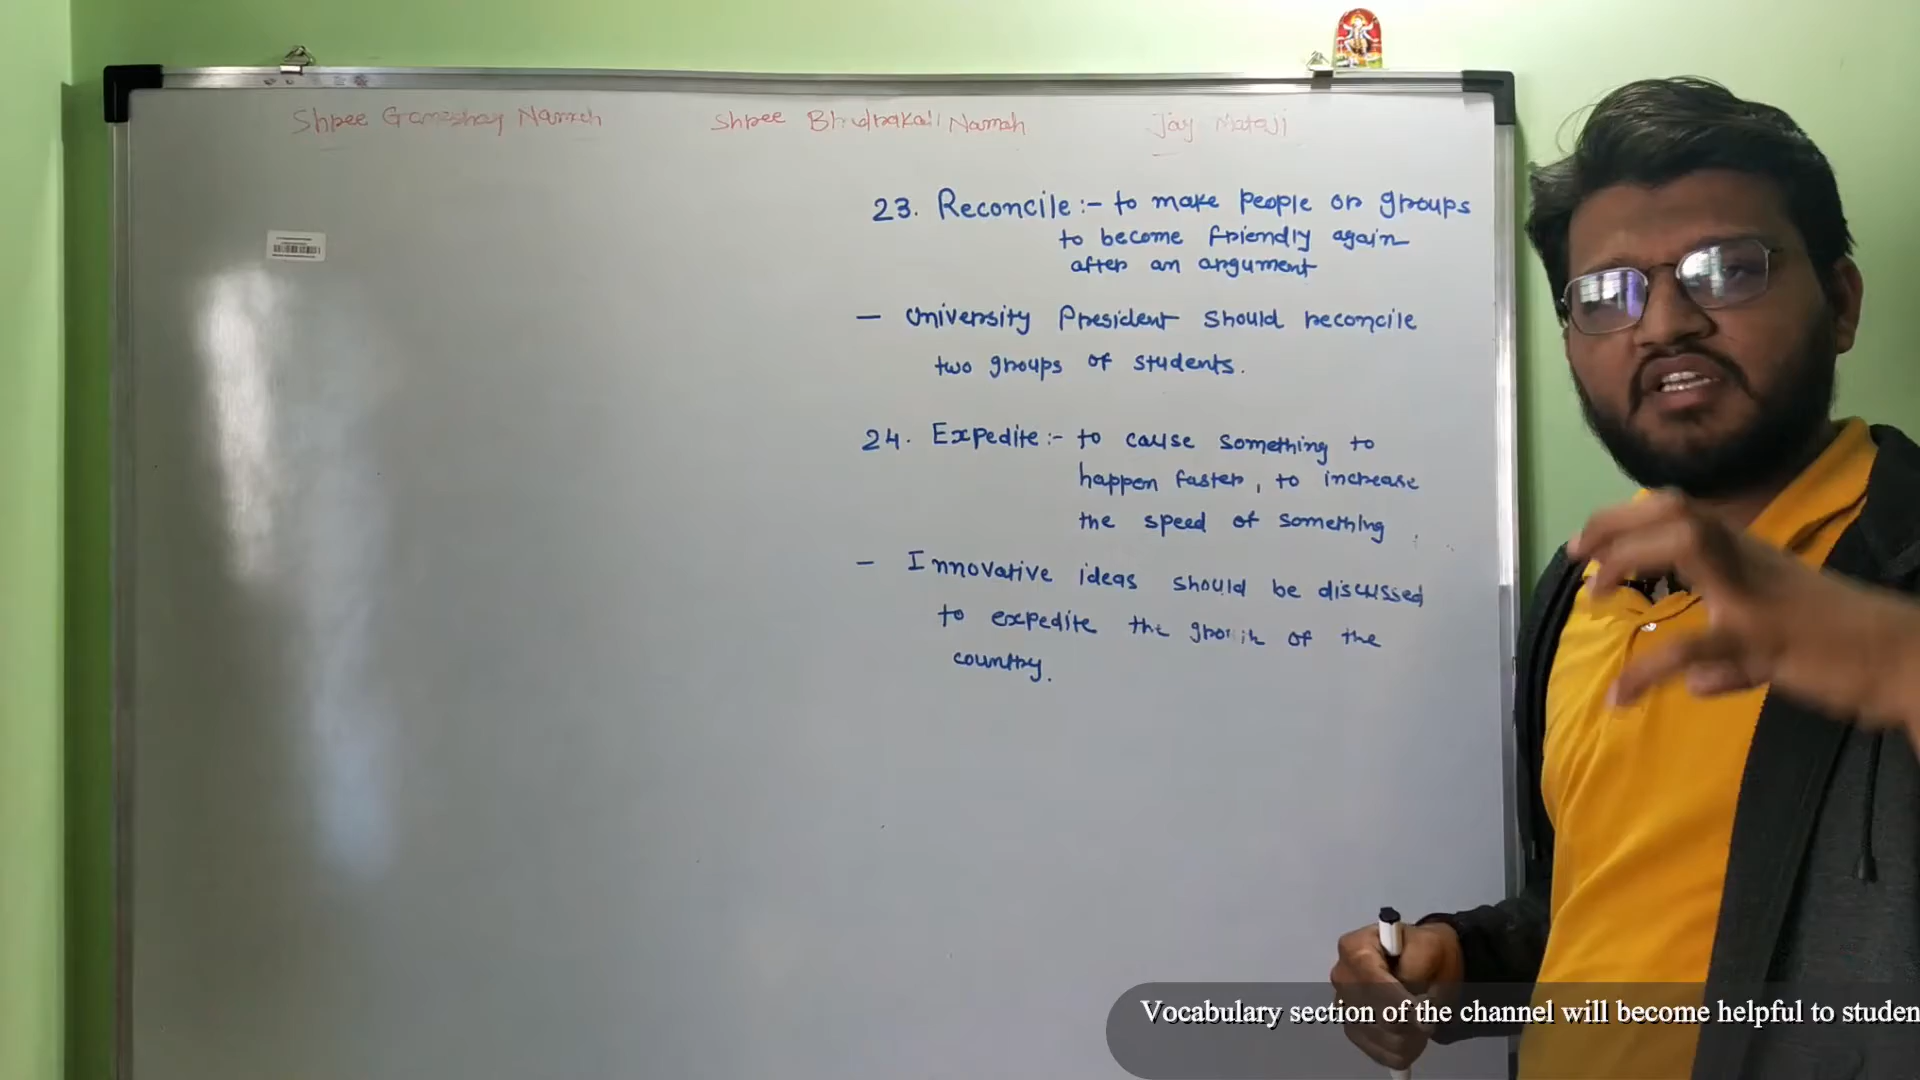 Shree Ganeshay Namah Shree Bhadrakali Namah Jay Mataji
23. Reconcile :- to make people or groups
to become friendly again
after an argument
- University President should reconcile
two groups of students.
24. Expedite :- to cause something to
happen faster, to increase
the speed of something
- Innovative ideas should be discussed
to expedite the growth of the
country.
Vocabulary section of the channel will become helpful to studen